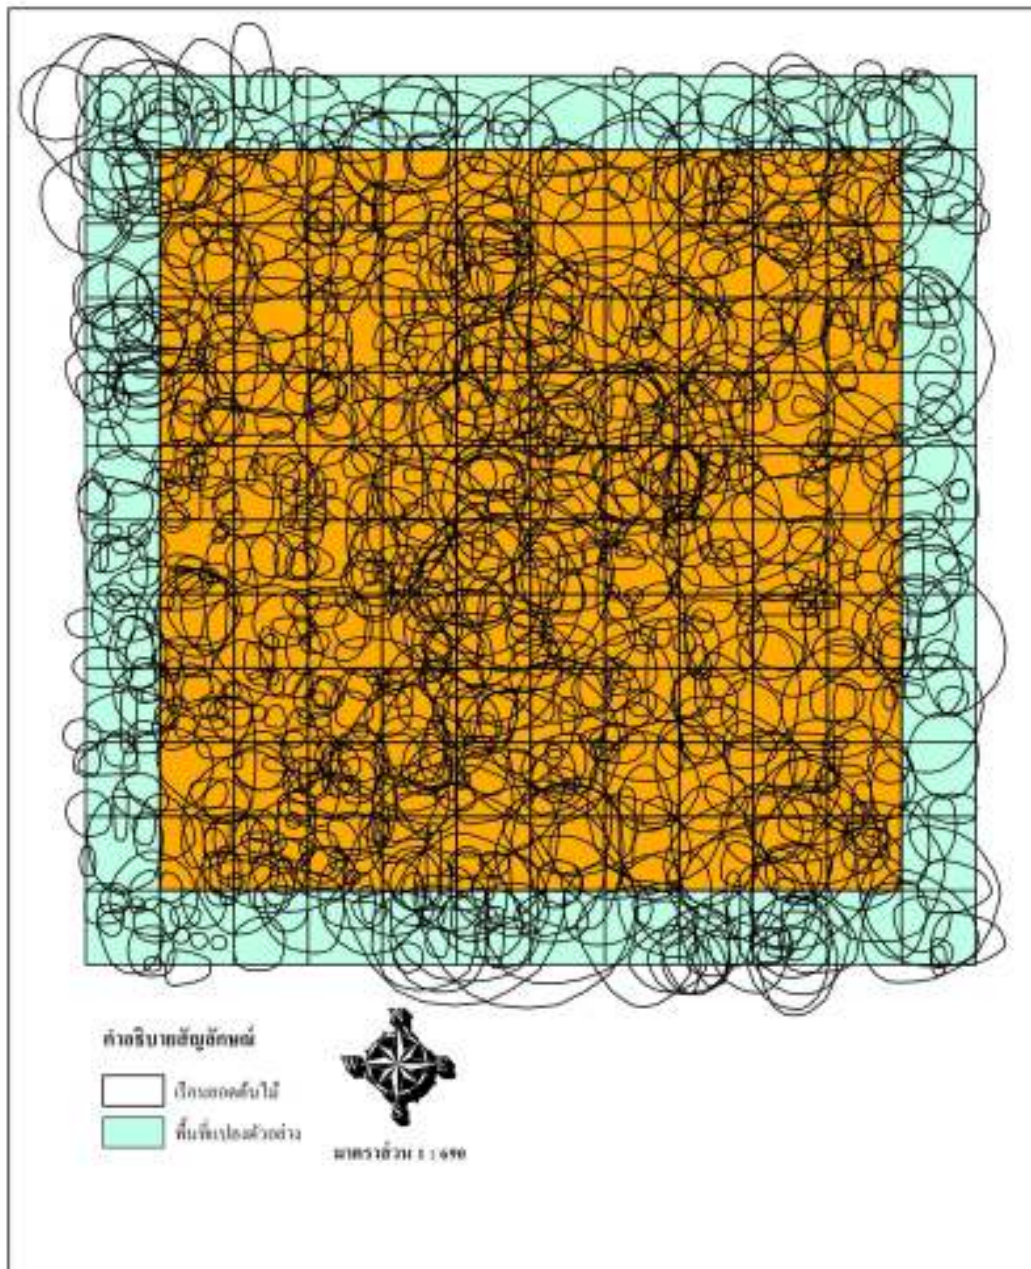 คำอธิบายสัญลักษณ์
เรือนยอดต้นไม้
พื้นที่แปลงตัวอย่าง
มาตราส่วน 1 : 690